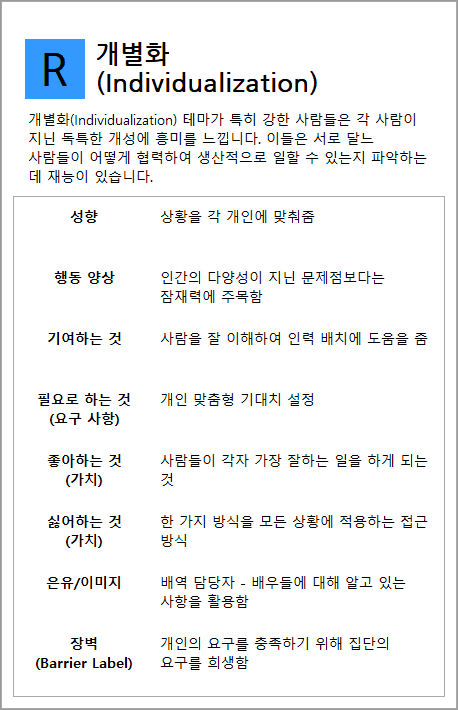 R
개별화
(Individualization)
개별화(Individualization) 테마가 특히 강한 사람들은 각 사람이
지닌 독특한 개성에 흥미를 느낍니다. 이들은 서로 달느
사람들이 어떻게 협력하여 생산적으로 일할 수 있는지 파악하는
데 재능이 있습니다.
성향 상황을 각 개인에 맞춰줌
행동 양상 인간의 다양성이 지닌 문제점보다는
잠재력에 주목함
기여하는 것 사람을 잘 이해하여 인력 배치에 도움을 줌
필요로 하는 것 개인 맞춤형 기대치 설정
(요구 사항)
좋아하는 것 사람들이 각자 가장 잘하는 일을 하게 되는
(가치) 것
싫어하는 것 한 가지 방식을 모든 상황에 적용하는 접근
(가치) 방식
은유/이미지 배역 담당자 - 배우들에 대해 알고 있는
사항을 활용함
장벽 개인의 요구를 충족하기 위해 집단의
(Barrier Label) 요구를 희생함